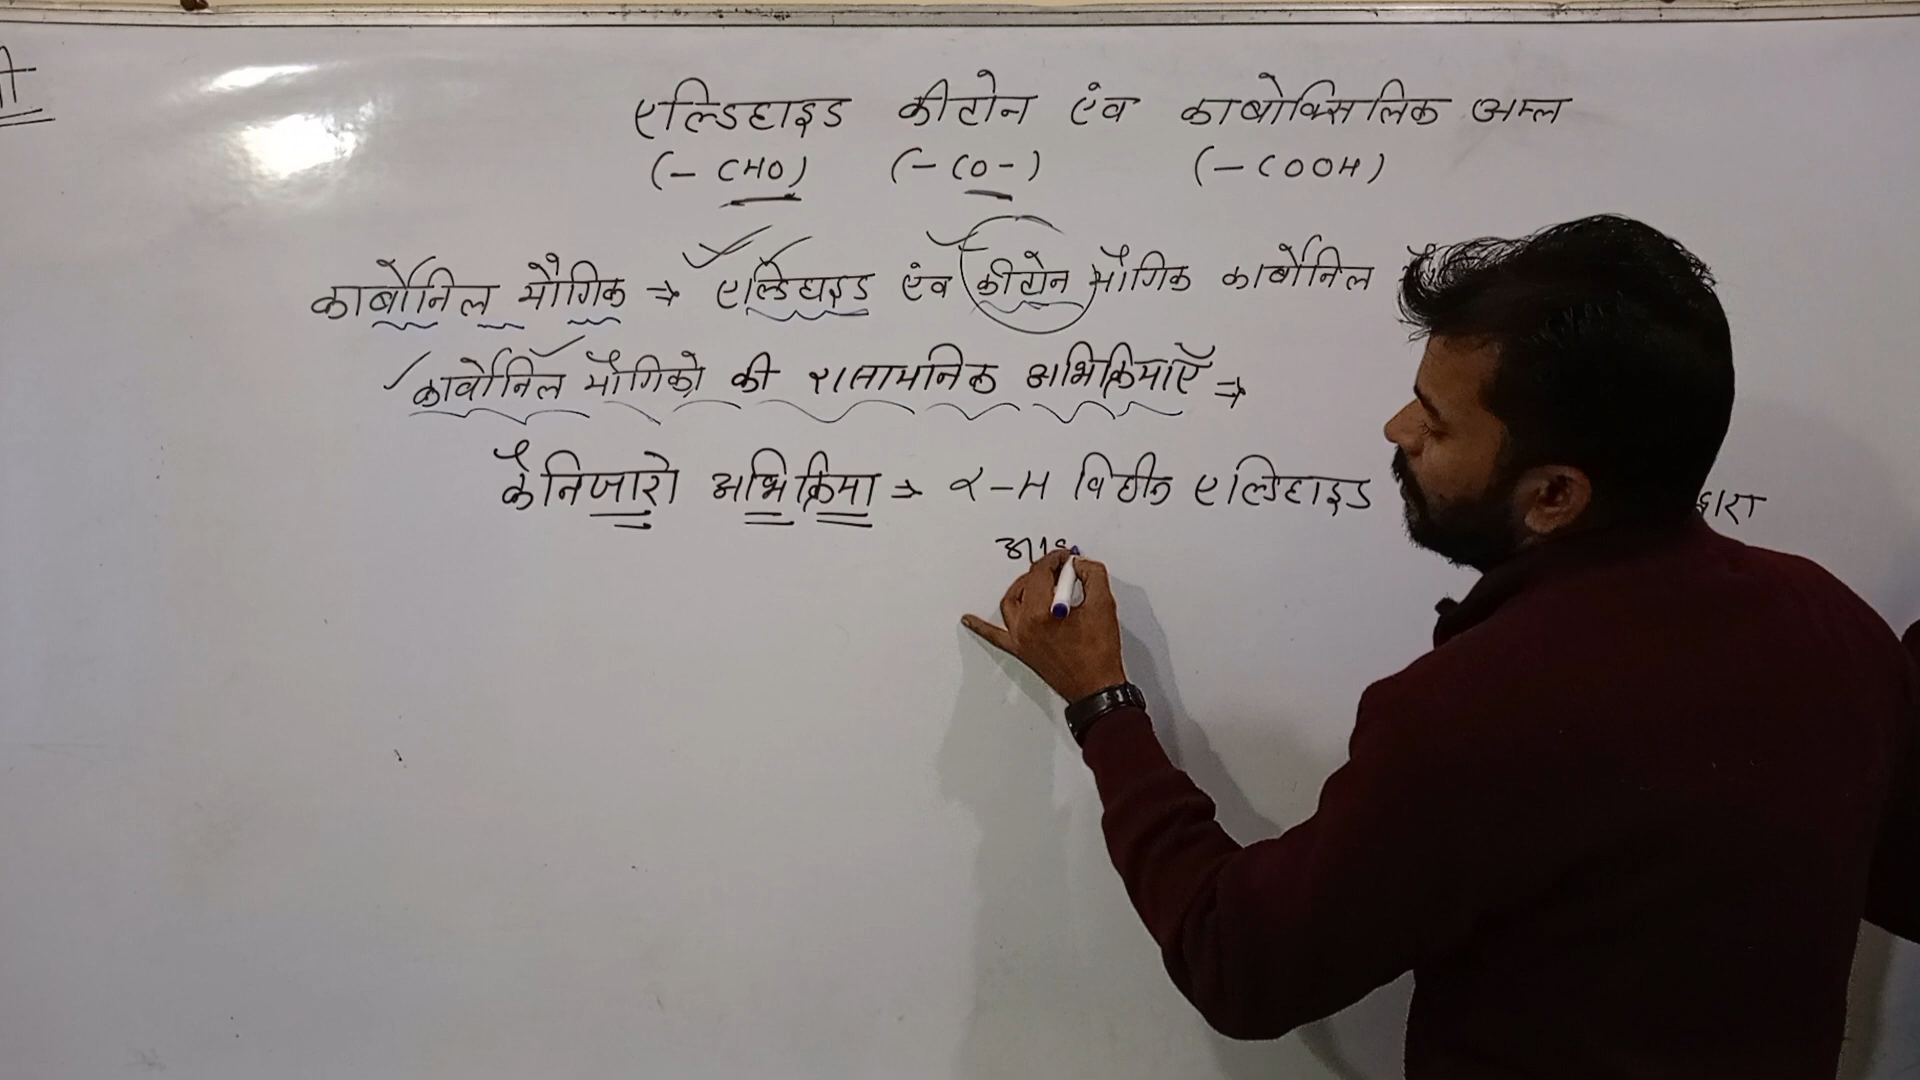 एल्डिहाइड कीटोन एंव कार्बोक्सिलिक अम्ल
(- CHO) (- CO -) (- COOH)
कार्बोनिल यौगिक ⇒ एल्डिहाइड एंव कीटोन यौगिक कार्बोनिल
कार्बोनिल यौगिको की रासायनिक अभिक्रियाएँ ⇒
कैनिजारो अभिक्रिया ⇒ α-H विहीन एल्डिहाइड द्वारा